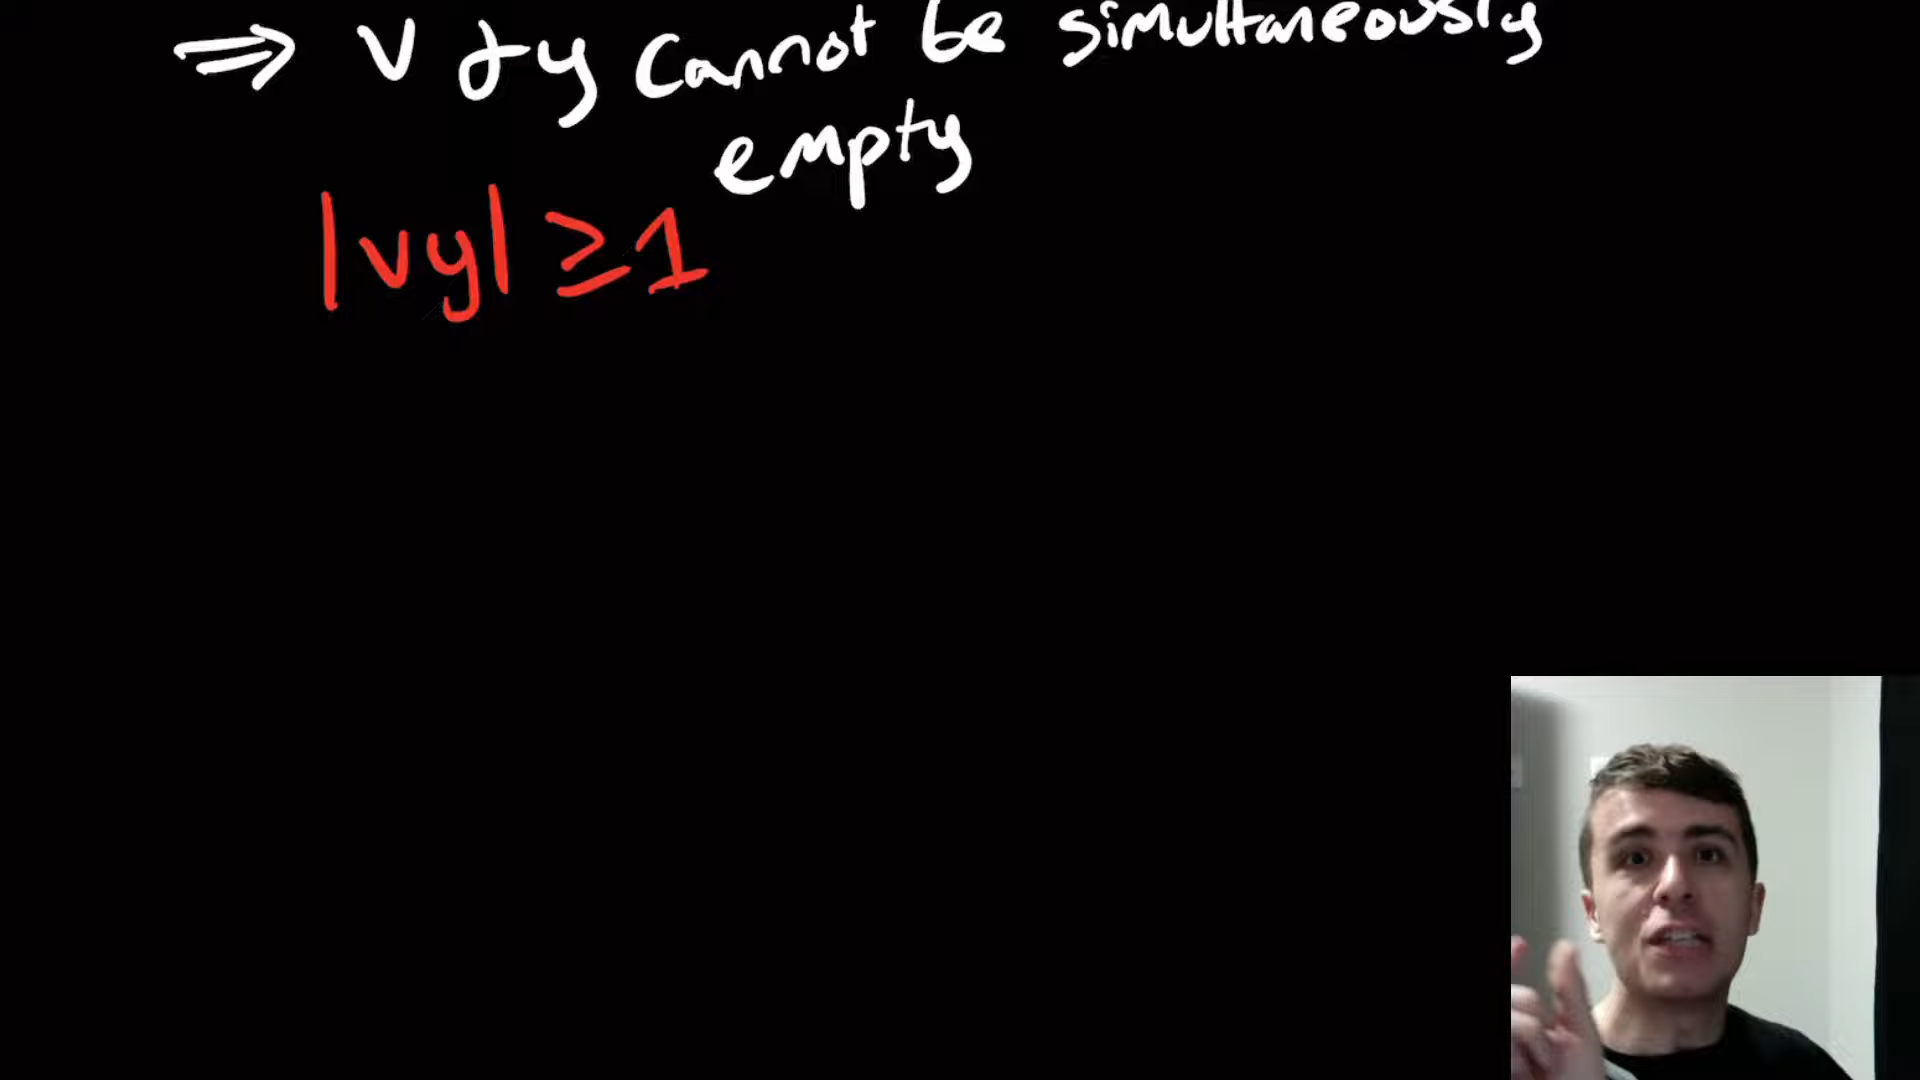 ⇒ v & y cannot be simultaneously
empty
|vy| ≥ 1